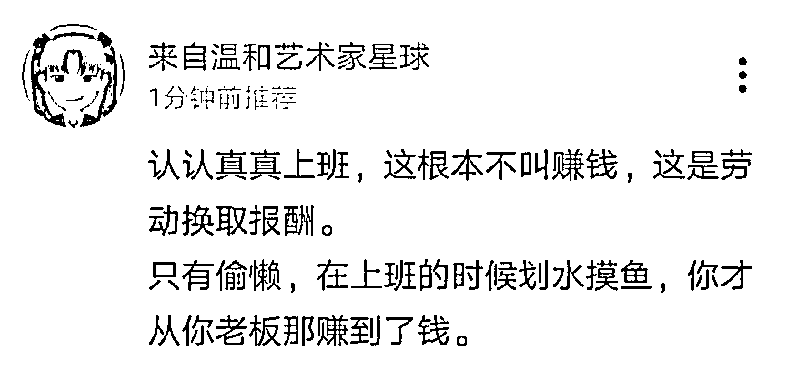 来自温和艺术家星球
1分钟前推荐
认认真真上班，这根本不叫赚钱，这是劳
动换取报酬。
只有偷懒，在上班的时候划水摸鱼，你才
从你老板那赚到了钱。